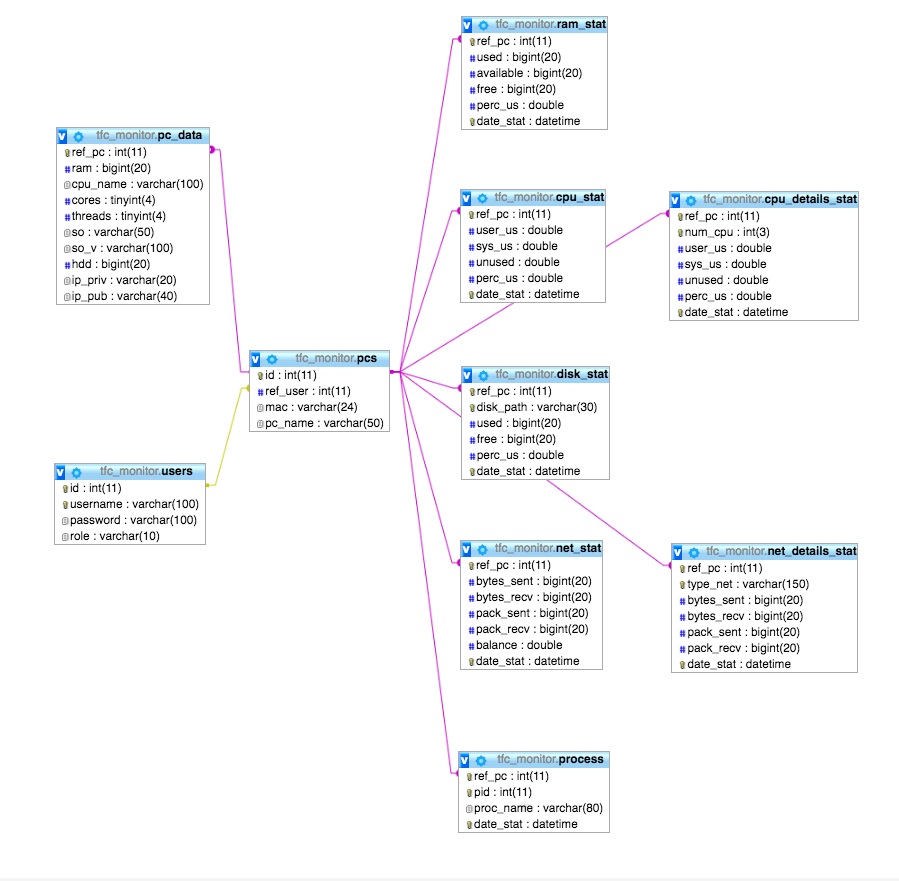 tfc_monitor.ram_stat
ref_pc : int(11)
used : bigint(20)
available : bigint(20)
free : bigint(20)
perc_us : double
date_stat : datetime
tfc_monitor.pc_data
ref_pc : int(11)
ram : bigint(20)
cpu_name : varchar(100)
cores : tinyint(4)
threads : tinyint(4)
so : varchar(50)
so_v : varchar(100)
hdd : bigint(20)
ip_priv : varchar(20)
ip_pub : varchar(40)
tfc_monitor.cpu_stat
ref_pc : int(11)
user_us : double
sys_us : double
unused : double
perc_us : double
date_stat : datetime
tfc_monitor.cpu_details_stat
ref_pc : int(11)
num_cpu : int(3)
user_us : double
sys_us : double
unused : double
perc_us : double
date_stat : datetime
tfc_monitor.pcs
id : int(11)
ref_user : int(11)
mac : varchar(24)
pc_name : varchar(50)
tfc_monitor.disk_stat
ref_pc : int(11)
disk_path : varchar(30)
used : bigint(20)
free : bigint(20)
perc_us : double
date_stat : datetime
tfc_monitor.users
id : int(11)
username : varchar(100)
password : varchar(100)
role : varchar(10)
tfc_monitor.net_stat
ref_pc : int(11)
bytes_sent : bigint(20)
bytes_recv : bigint(20)
pack_sent : bigint(20)
pack_recv : bigint(20)
balance : double
date_stat : datetime
tfc_monitor.net_details_stat
ref_pc : int(11)
type_net : varchar(150)
bytes_sent : bigint(20)
bytes_recv : bigint(20)
pack_sent : bigint(20)
pack_recv : bigint(20)
date_stat : datetime
tfc_monitor.process
ref_pc : int(11)
pid : int(11)
proc_name : varchar(80)
date_stat : datetime